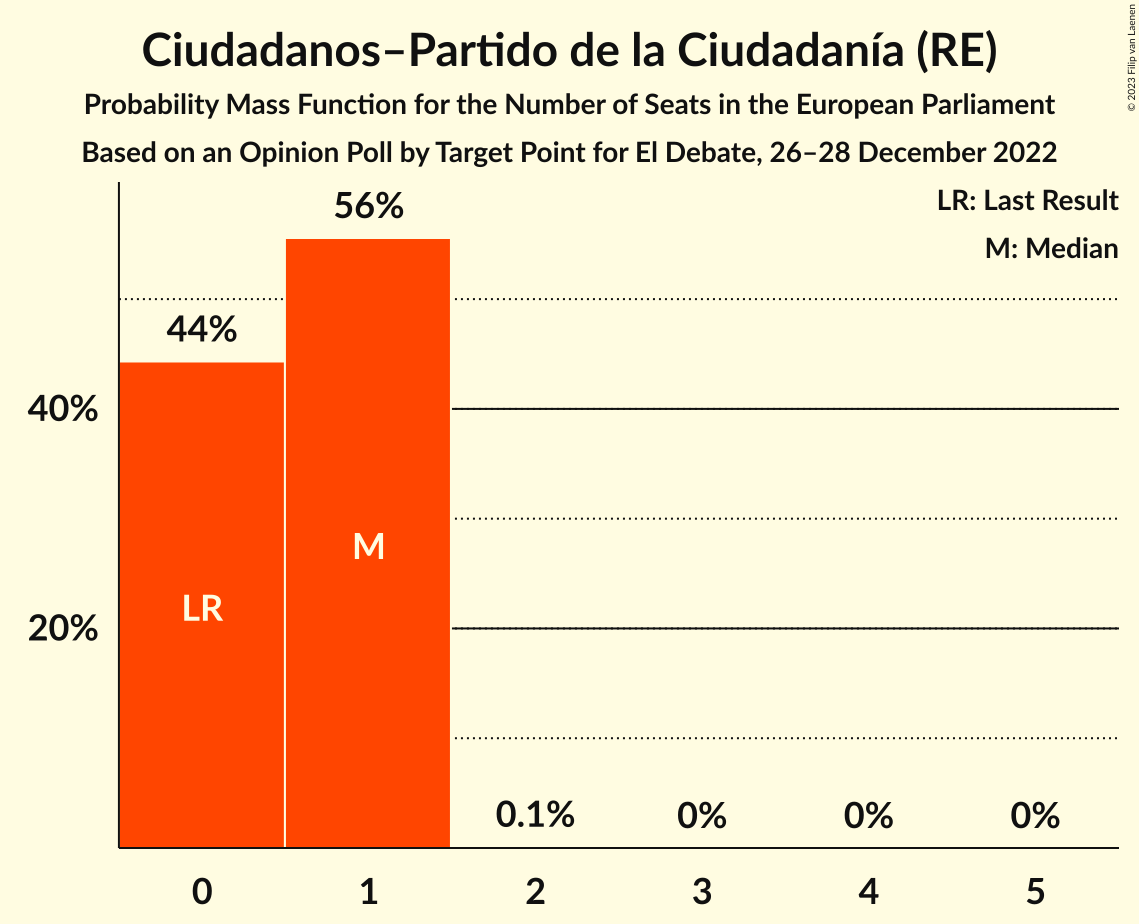 Ciudadanos–Partido de la Ciudadanía (RE)
Probability Mass Function for the Number of Seats in the European Parliament
Based on an Opinion Poll by Target Point for El Debate, 26–28 December 2022
© 2023 Filip van Laenen
LR: Last Result
M: Median
56%
44%
40%
20%
M
LR
0.1%
0%
0%
0%
0
1
2
3
4
5